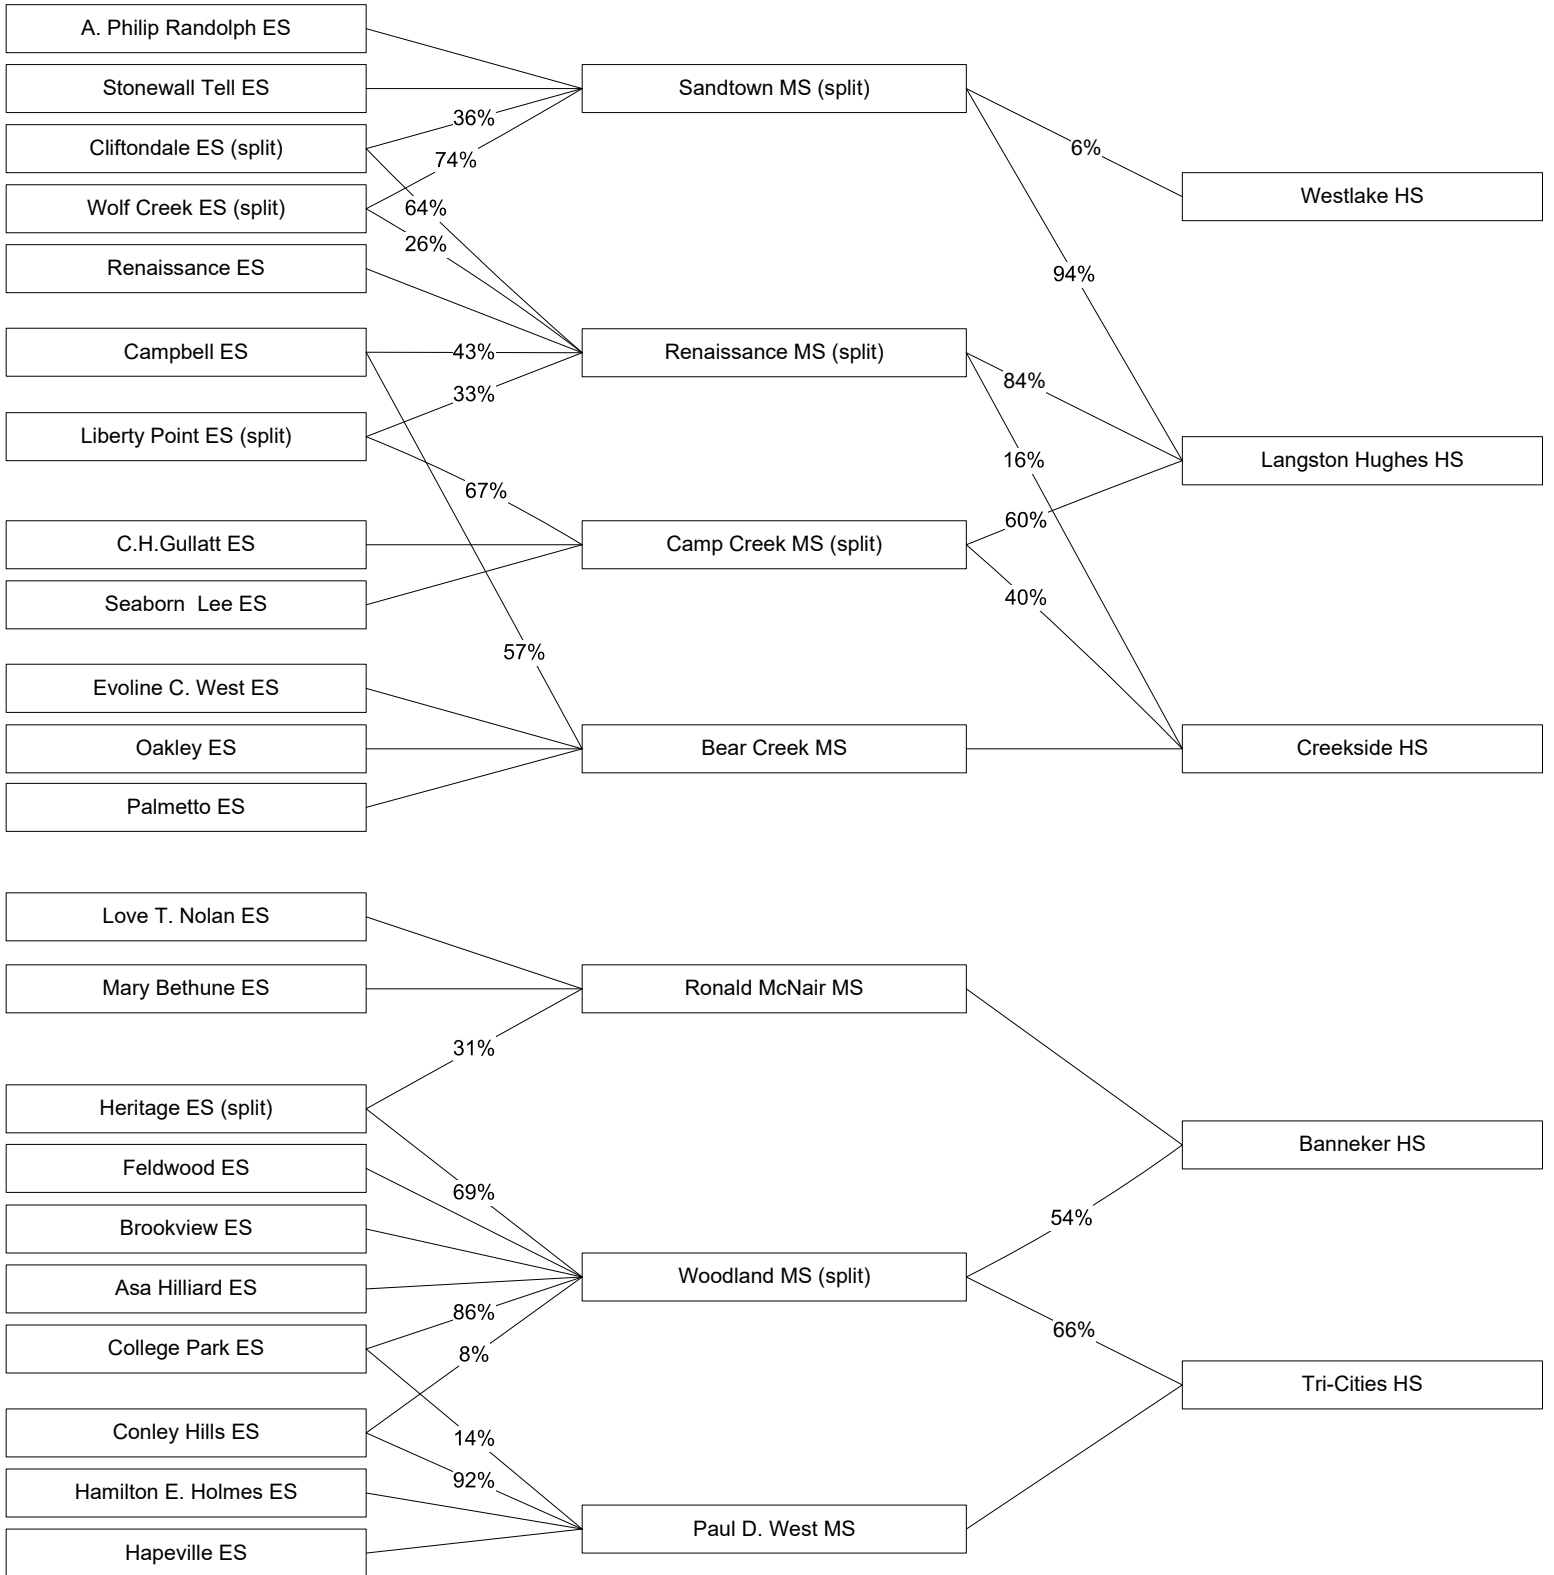 A. Philip Randolph ES
Stonewall Tell ES
Sandtown MS (split)
36%
Cliftondale ES (split)
6%
74%
Wolf Creek ES (split)
64%
Westlake HS
26%
Renaissance ES
94%
Campbell ES
43%
Renaissance MS (split)
84%
33%
Liberty Point ES (split)
16%
Langston Hughes HS
67%
60%
C.H.Gullatt ES
Camp Creek MS (split)
Seaborn  Lee ES
40%
57%
Evoline C. West ES
Oakley ES
Bear Creek MS
Creekside HS
Palmetto ES
Love T. Nolan ES
Mary Bethune ES
Ronald McNair MS
31%
Heritage ES (split)
Banneker HS
Feldwood ES
69%
54%
Brookview ES
Woodland MS (split)
Asa Hilliard ES
86%
66%
College Park ES
8%
Tri-Cities HS
Conley Hills ES
14%
92%
Hamilton E. Holmes ES
Paul D. West MS
Hapeville ES